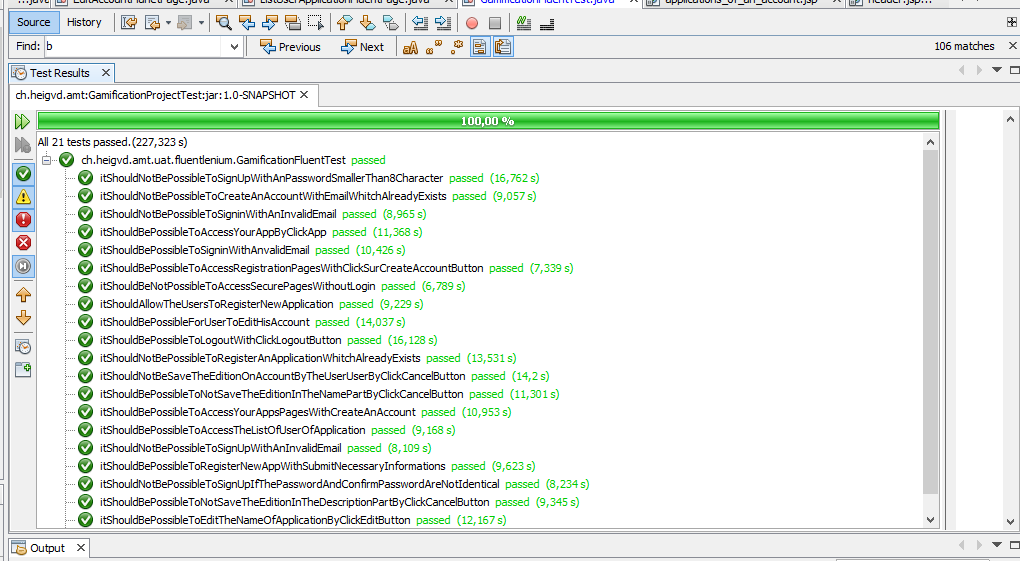 ...java EditAccountFluentPage.java ListUserApplicationFluentPage.java GamificationFluentTest.java applications_of_an_account.jsp header.jsp...
Source History
Find: b Previous Next aA 106 matches
Test Results
ch.heigvd.amt:GamificationProjectTest:jar:1.0-SNAPSHOT
100,00 %
All 21 tests passed.(227,323 s)
ch.heigvd.amt.uat.fluentlenium.GamificationFluentTest passed
itShouldNotBePossibleToSignUpWithAnPasswordSmallerThan8Character passed (16,762 s)
itShouldNotBePossibleToCreateAnAccountWithEmailWhitchAlreadyExists passed (9,057 s)
itShouldNotBePossibleToSigninWithAnInvalidEmail passed (8,965 s)
itShouldBePossibleToAccessYourAppByClickApp passed (11,368 s)
itShouldBePossibleToSigninWithAnvalidEmail passed (10,426 s)
itShouldBePossibleToAccessRegistrationPagesWithClickSurCreateAccountButton passed (7,339 s)
itShouldBeNotPossibleToAccessSecurePagesWithoutLogin passed (6,789 s)
itShouldAllowTheUsersToRegisterNewApplication passed (9,229 s)
itShouldBePossibleForUserToEditHisAccount passed (14,037 s)
itShouldBePossibleToLogoutWithClickLogoutButton passed (16,128 s)
itShouldNotBePossibleToRegisterAnApplicationWhitchAlreadyExists passed (13,531 s)
itShouldNotBeSaveTheEditionOnAccountByTheUserUserByClickCancelButton passed (14,2 s)
itShouldBePossibleToNotSaveTheEditionInTheNamePartByClickCancelButton passed (11,301 s)
itShouldBePossibleToAccessYourAppsPagesWithCreateAnAccount passed (10,953 s)
itShouldBePossibleToAccessTheListOfUserOfApplication passed (9,168 s)
itShouldNotBePossibleToSignUpWithAnInvalidEmail passed (8,109 s)
itShouldBePossibleToRegisterNewAppWithSubmitNecessaryInformations passed (9,623 s)
itShouldNotBePossibleToSignUpIfThePasswordAndConfirmPasswordAreNotIdentical passed (8,234 s)
itShouldBePossibleToNotSaveTheEditionInTheDescriptionPartByClickCancelButton passed (9,345 s)
itShouldBePossibleToEditTheNameOfApplicationByClickEditButton passed (12,167 s)
Output